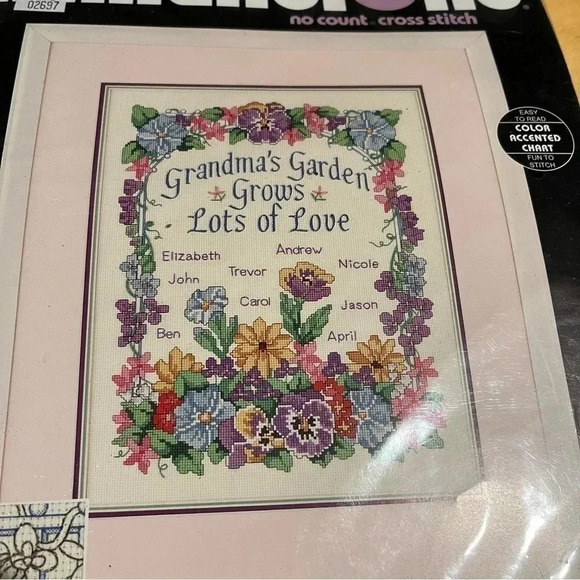 02697
no count cross stitch
EASY
TO READ
COLOR
ACCENTED
CHART
FUN TO
STITCH
Grandma's Garden
Grows
Lots of Love
Elizabeth Andrew
John Trevor Nicole
Carol Jason
Ben April